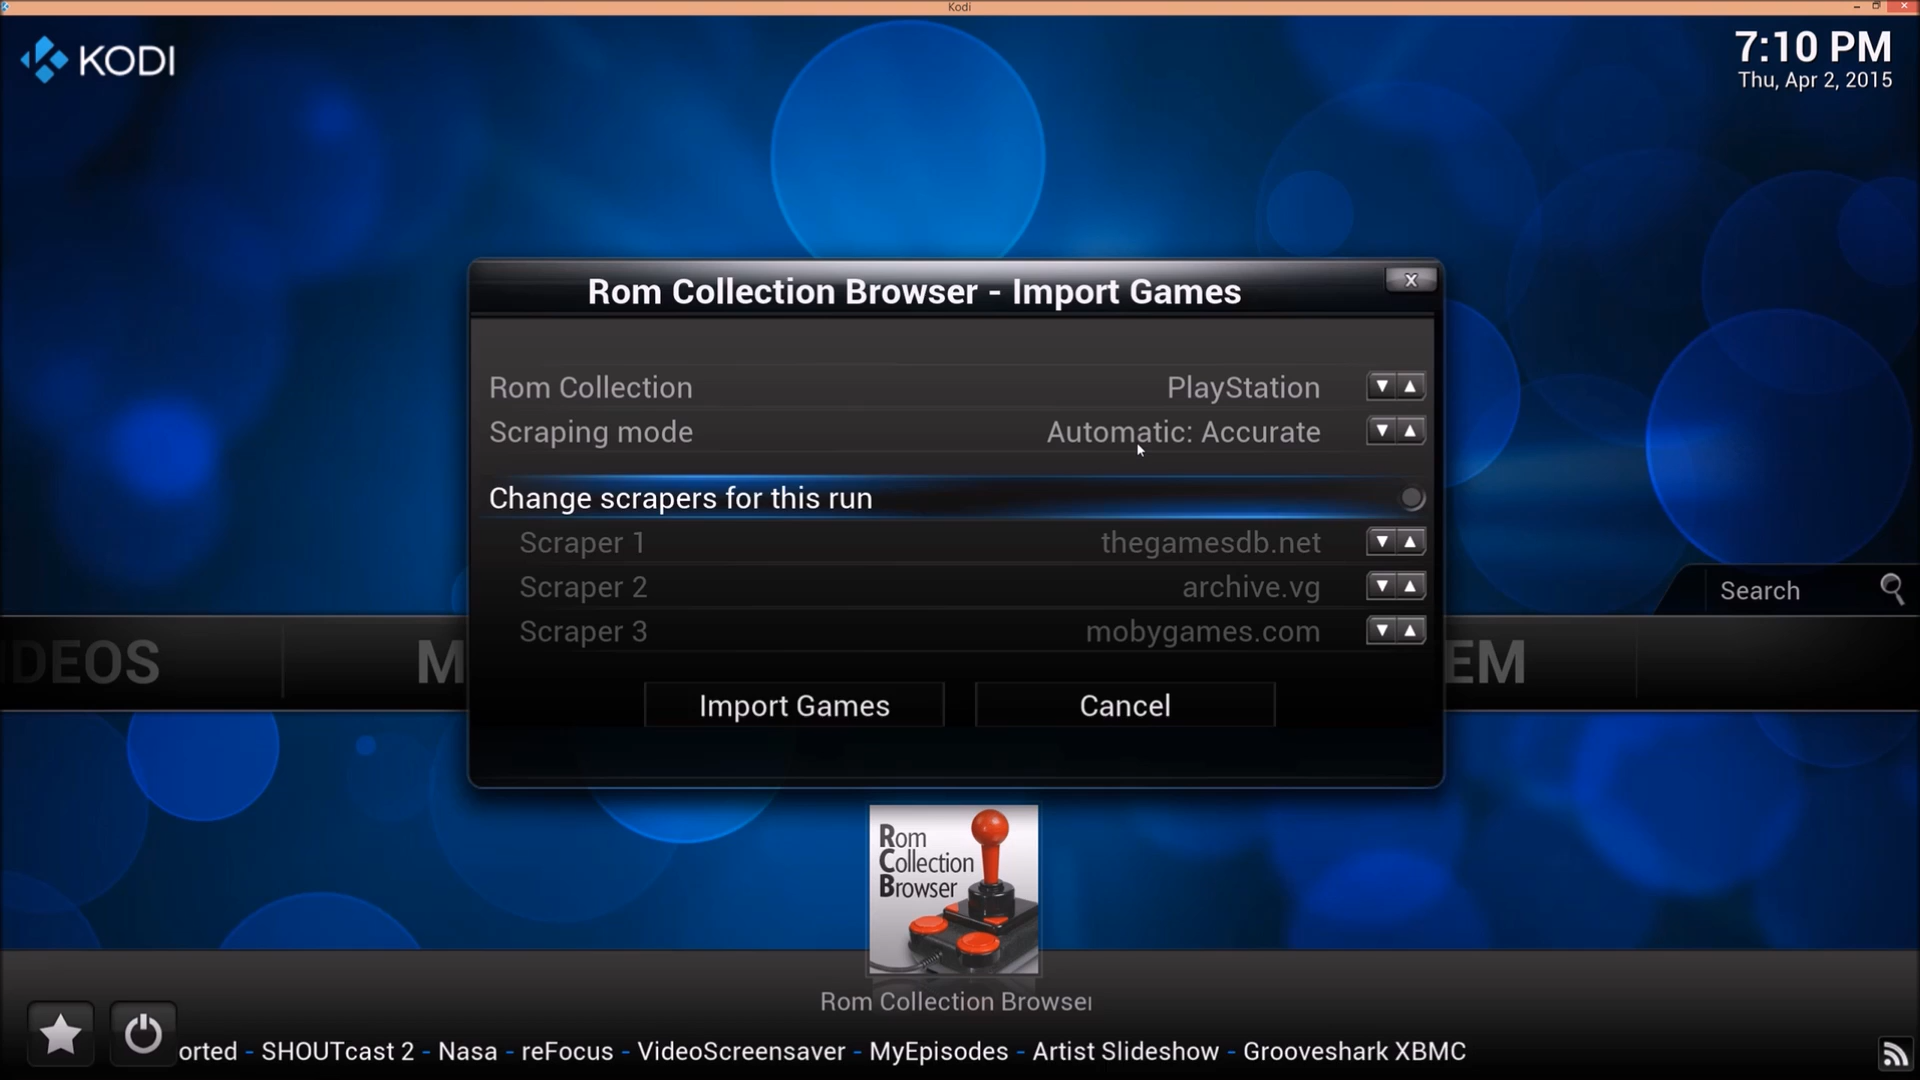 Kodi
KODI
7:10 PM
Thu, Apr 2, 2015
Rom Collection Browser - Import Games
X
Rom Collection PlayStation
Scraping mode Automatic: Accurate
Change scrapers for this run
Scraper 1 thegamesdb.net
Scraper 2 archive.vg
Scraper 3 mobygames.com
Import Games Cancel
Search
DEOS M EM
Rom
Collection
Browser
Rom Collection Browser
orted - SHOUTcast 2 - Nasa - reFocus - VideoScreensaver - MyEpisodes - Artist Slideshow - Grooveshark XBMC